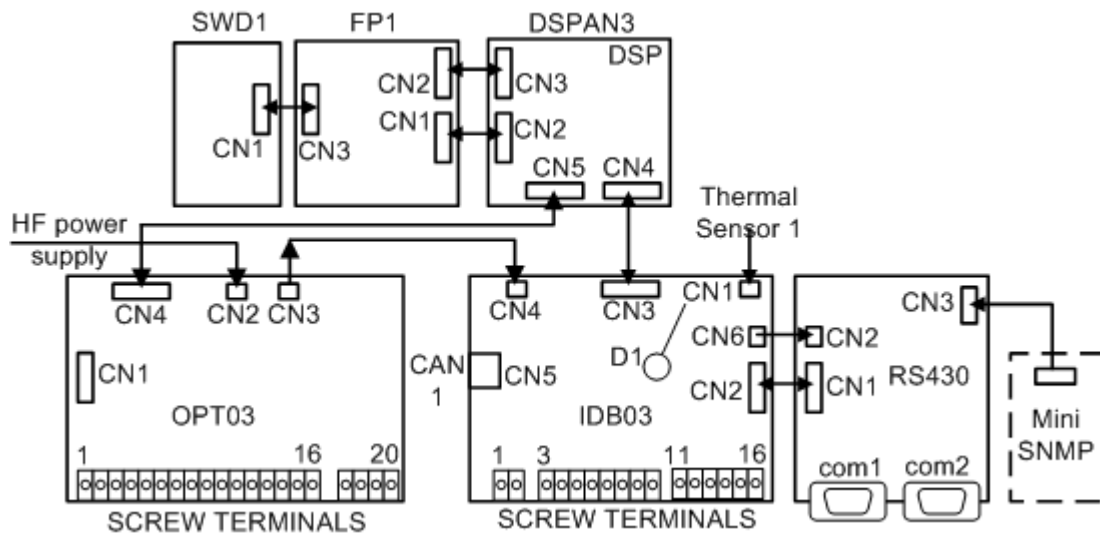 SWD1
FP1
DSPAN3
DSP
CN2
CN3
CN1
CN2
CN1
CN3
CN5
CN4
HF power
supply
Thermal
Sensor 1
CN4
CN2
CN3
CN4
CN3
CN1
CN3
CN6
CN2
D1
CN1
CAN
1
CN5
CN2
CN1
RS430
OPT03
IDB03
Mini
SNMP
1
16
20
1
3
11
16
com1
com2
SCREW TERMINALS
SCREW TERMINALS